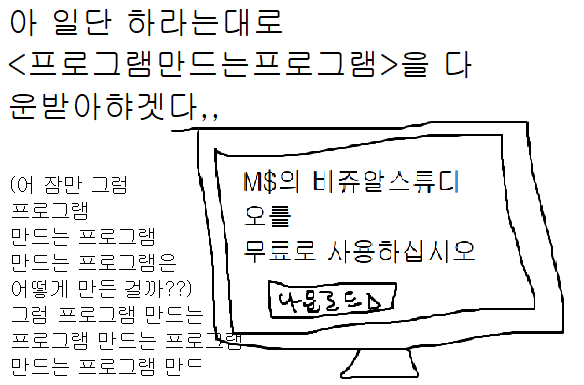 아 일단 하라는대로
<프로그램만드는프로그램>을 다
운받아햐겟다,,
(어 잠만 그럼
프로그램
만드는 프로그램
만드는 프로그램은
어떻게 만든 걸까??)
그럼 프로그램 만드는
프로그램 만드는 프로그램
만드는 프로그램 만드
M$의 비쥬알스튜디
오를
무료로 사용하십시오
다운로드▷